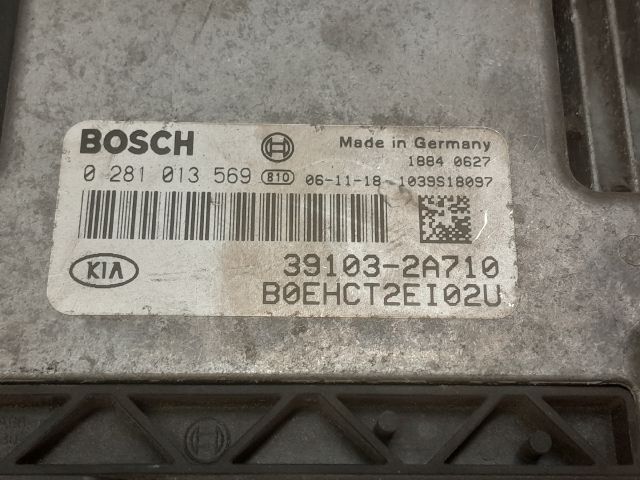 BOSCH
Made in Germany
1884 0627
0 281 013 569 810 06-11-18-1039S18097
KIA
39103-2A710
B0EHCT2EI02U